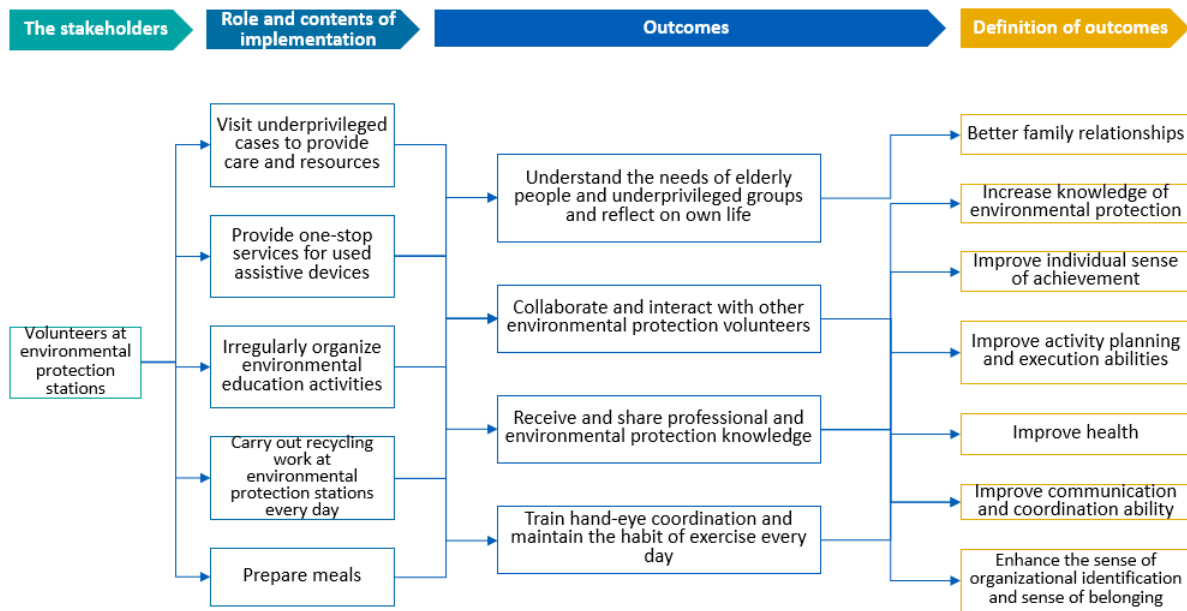 The stakeholders
Role and contents of
implementation
Outcomes
Definition of outcomes
Volunteers at
environmental
protection
stations
Visit underprivileged
cases to provide
care and resources
Provide one-stop
services for used
assistive devices
Irregularly organize
environmental
education activities
Carry out recycling
work at
environmental
protection stations
every day
Prepare meals
Understand the needs of elderly
people and underprivileged groups
and reflect on own life
Collaborate and interact with other
environmental protection volunteers
Receive and share professional and
environmental protection knowledge
Train hand-eye coordination and
maintain the habit of exercise every
day
Better family relationships
Increase knowledge of
environmental protection
Improve individual sense
of achievement
Improve activity planning
and execution abilities
Improve health
Improve communication
and coordination ability
Enhance the sense of
organizational identification
and sense of belonging